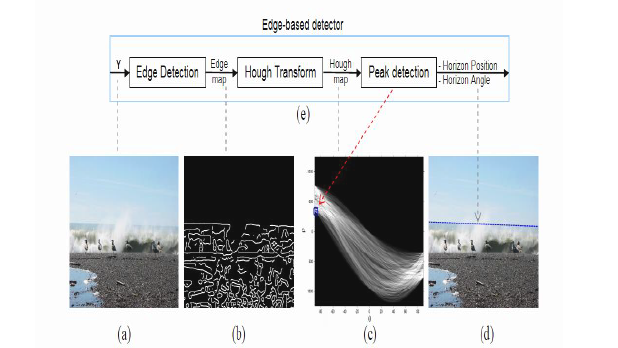 Edge-based detector
Y
Edge Detection
Edge
map
Hough Transform
Hough
map
Peak detection
- Horizon Position
- Horizon Angle
(e)
(a)
(b)
(c)
(d)